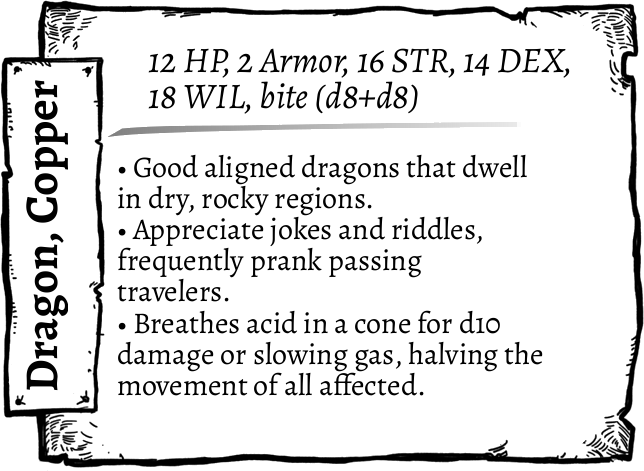 Dragon, Copper
12 HP, 2 Armor, 16 STR, 14 DEX,
18 WIL, bite (d8+d8)
• Good aligned dragons that dwell
in dry, rocky regions.
• Appreciate jokes and riddles,
frequently prank passing
travelers.
• Breathes acid in a cone for d10
damage or slowing gas, halving the
movement of all affected.